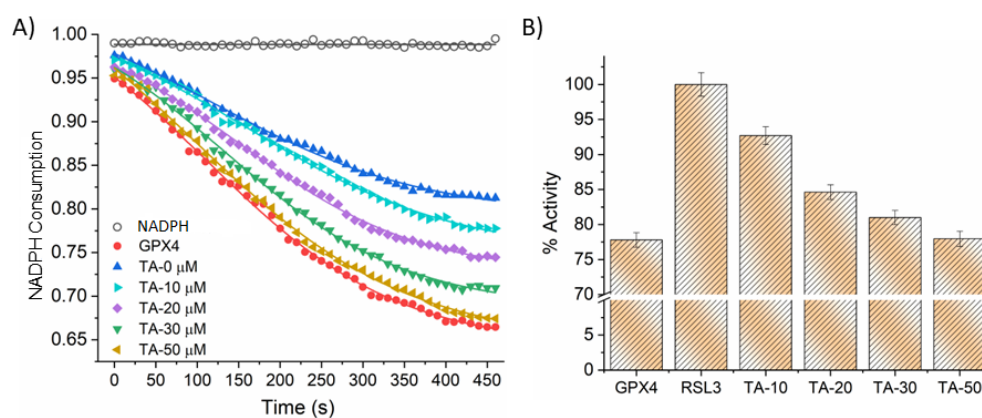 A)
NADPH Consumption
1.00
0.95
0.90
0.85
0.80
0.75
0.70
0.65
NADPH
GPX4
TA-0 μM
TA-10 μM
TA-20 μM
TA-30 μM
TA-50 μM
0 50 100 150 200 250 300 350 400 450
Time (s)
B)
% Activity
100
95
90
85
80
75
70
10
5
0
GPX4 RSL3 TA-10 TA-20 TA-30 TA-50